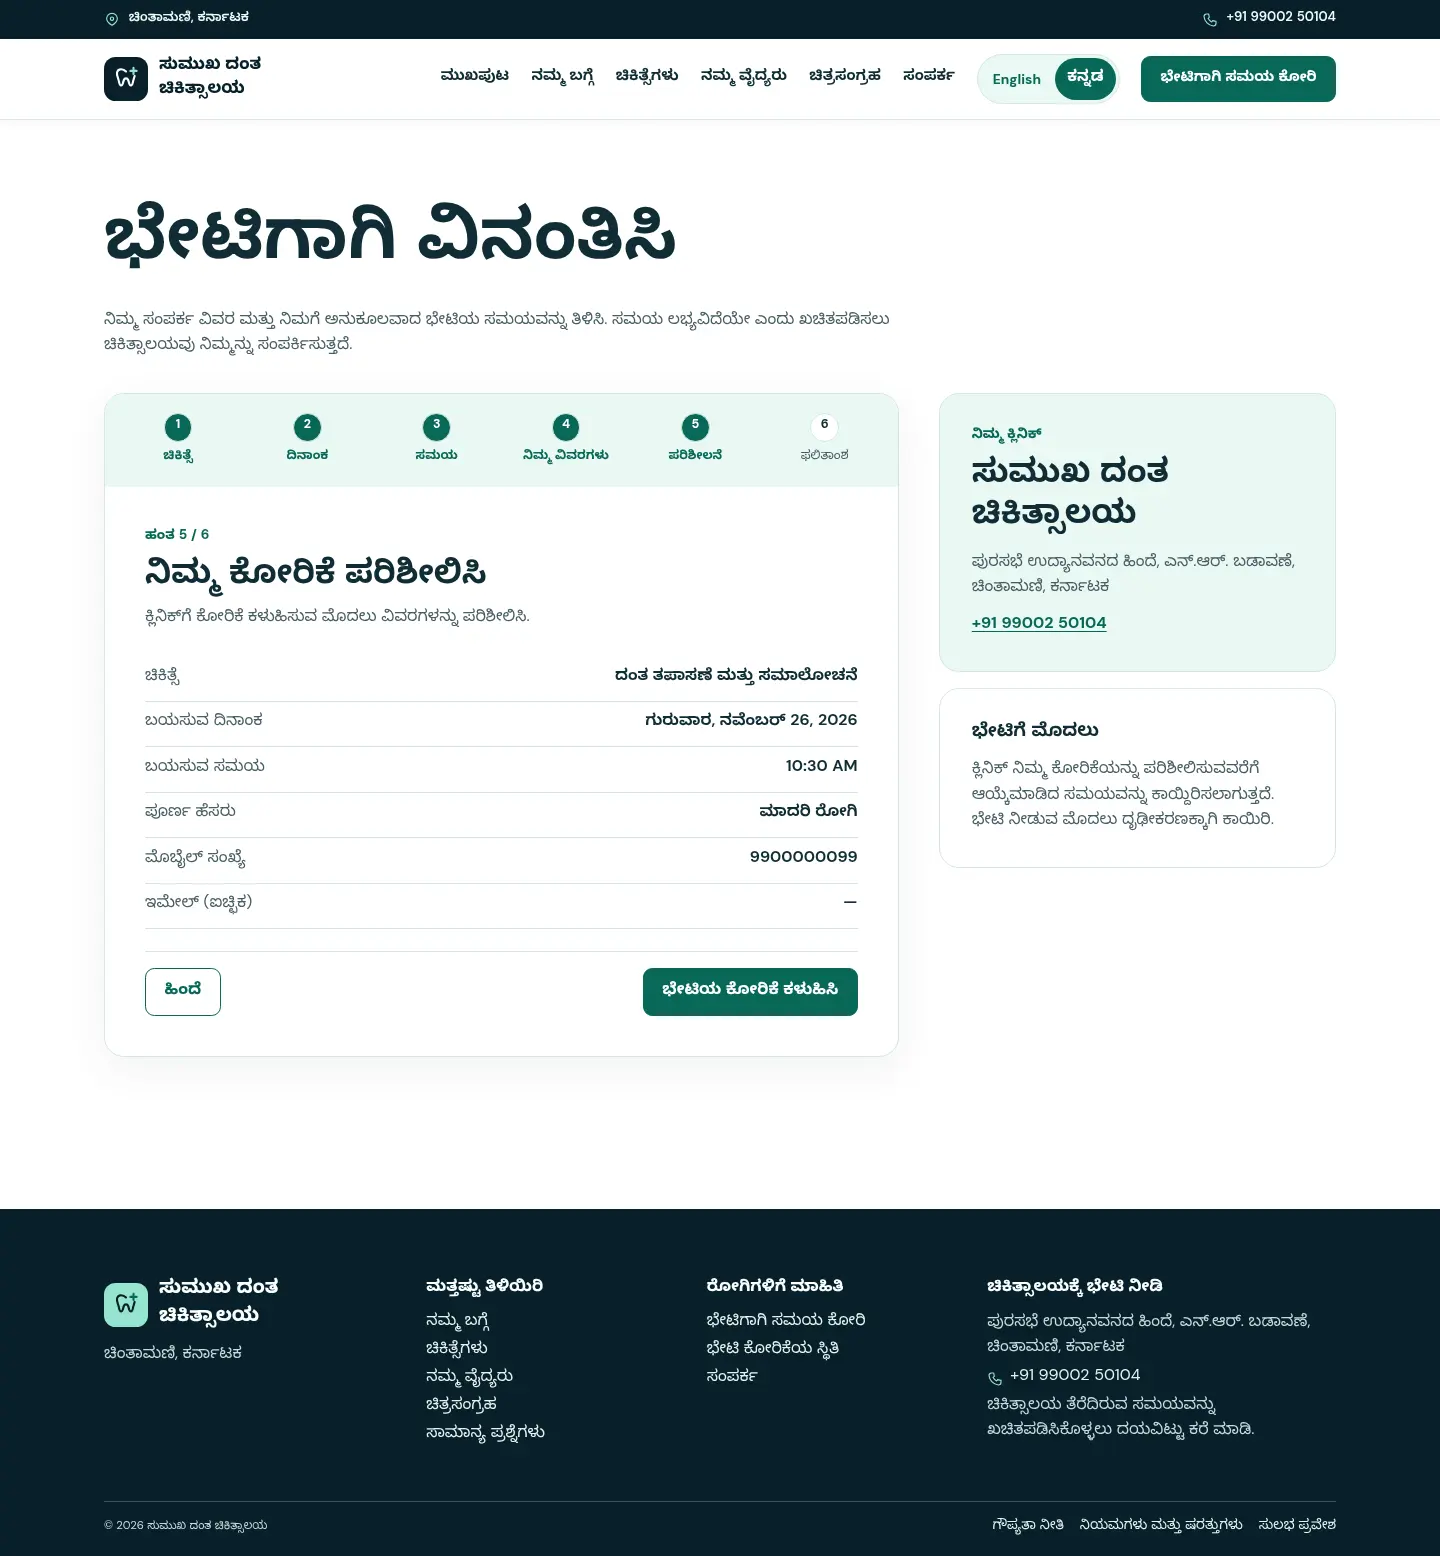 ಚಿಂತಾಮಣಿ, ಕರ್ನಾಟಕ
+91 99002 50104
ಸುಮುಖ ದಂತ
ಚಿಕಿತ್ಸಾಲಯ
ಮುಖಪುಟ ನಮ್ಮ ಬಗ್ಗೆ ಚಿಕಿತ್ಸೆಗಳು ನಮ್ಮ ವೈದ್ಯರು ಚಿತ್ರಸಂಗ್ರಹ ಸಂಪರ್ಕ English ಕನ್ನಡ ಭೇಟಿಗಾಗಿ ಸಮಯ ಕೋರಿ
ಭೇಟಿಗಾಗಿ ವಿನಂತಿಸಿ
ನಿಮ್ಮ ಸಂಪರ್ಕ ವಿವರ ಮತ್ತು ನಿಮಗೆ ಅನುಕೂಲವಾದ ಭೇಟಿಯ ಸಮಯವನ್ನು ತಿಳಿಸಿ. ಸಮಯ ಲಭ್ಯವಿದೆಯೇ ಎಂದು ಖಚಿತಪಡಿಸಲು
ಚಿಕಿತ್ಸಾಲಯವು ನಿಮ್ಮನ್ನು ಸಂಪರ್ಕಿಸುತ್ತದೆ.
1 2 3 4 5 6
ಚಿಕಿತ್ಸೆ ದಿನಾಂಕ ಸಮಯ ನಿಮ್ಮ ವಿವರಗಳು ಪರಿಶೀಲನೆ ಫಲಿತಾಂಶ
ಹಂತ 5 / 6
ನಿಮ್ಮ ಕೋರಿಕೆ ಪರಿಶೀಲಿಸಿ
ಕ್ಲಿನಿಕ್‌ಗೆ ಕೋರಿಕೆ ಕಳುಹಿಸುವ ಮೊದಲು ವಿವರಗಳನ್ನು ಪರಿಶೀಲಿಸಿ.
ಚಿಕಿತ್ಸೆ ದಂತ ತಪಾಸಣೆ ಮತ್ತು ಸಮಾಲೋಚನೆ
ಬಯಸುವ ದಿನಾಂಕ ಗುರುವಾರ, ನವೆಂಬರ್ 26, 2026
ಬಯಸುವ ಸಮಯ 10:30 AM
ಪೂರ್ಣ ಹೆಸರು ಮಾದರಿ ರೋಗಿ
ಮೊಬೈಲ್ ಸಂಖ್ಯೆ 9900000099
ಇಮೇಲ್ (ಐಚ್ಛಿಕ) —
ಹಿಂದೆ ಭೇಟಿಯ ಕೋರಿಕೆ ಕಳುಹಿಸಿ
ನಿಮ್ಮ ಕ್ಲಿನಿಕ್
ಸುಮುಖ ದಂತ
ಚಿಕಿತ್ಸಾಲಯ
ಪುರಸಭೆ ಉದ್ಯಾನವನದ ಹಿಂದೆ, ಎನ್.ಆರ್. ಬಡಾವಣೆ,
ಚಿಂತಾಮಣಿ, ಕರ್ನಾಟಕ
+91 99002 50104
ಭೇಟಿಗೆ ಮೊದಲು
ಕ್ಲಿನಿಕ್ ನಿಮ್ಮ ಕೋರಿಕೆಯನ್ನು ಪರಿಶೀಲಿಸುವವರೆಗೆ
ಆಯ್ಕೆಮಾಡಿದ ಸಮಯವನ್ನು ಕಾಯ್ದಿರಿಸಲಾಗುತ್ತದೆ.
ಭೇಟಿ ನೀಡುವ ಮೊದಲು ದೃಢೀಕರಣಕ್ಕಾಗಿ ಕಾಯಿರಿ.
ಸುಮುಖ ದಂತ
ಚಿಕಿತ್ಸಾಲಯ
ಚಿಂತಾಮಣಿ, ಕರ್ನಾಟಕ
ಮತ್ತಷ್ಟು ತಿಳಿಯಿರಿ
ನಮ್ಮ ಬಗ್ಗೆ
ಚಿಕಿತ್ಸೆಗಳು
ನಮ್ಮ ವೈದ್ಯರು
ಚಿತ್ರಸಂಗ್ರಹ
ಸಾಮಾನ್ಯ ಪ್ರಶ್ನೆಗಳು
ರೋಗಿಗಳಿಗೆ ಮಾಹಿತಿ
ಭೇಟಿಗಾಗಿ ಸಮಯ ಕೋರಿ
ಭೇಟಿ ಕೋರಿಕೆಯ ಸ್ಥಿತಿ
ಸಂಪರ್ಕ
ಚಿಕಿತ್ಸಾಲಯಕ್ಕೆ ಭೇಟಿ ನೀಡಿ
ಪುರಸಭೆ ಉದ್ಯಾನವನದ ಹಿಂದೆ, ಎನ್.ಆರ್. ಬಡಾವಣೆ,
ಚಿಂತಾಮಣಿ, ಕರ್ನಾಟಕ
+91 99002 50104
ಚಿಕಿತ್ಸಾಲಯ ತೆರೆದಿರುವ ಸಮಯವನ್ನು
ಖಚಿತಪಡಿಸಿಕೊಳ್ಳಲು ದಯವಿಟ್ಟು ಕರೆ ಮಾಡಿ.
© 2026 ಸುಮುಖ ದಂತ ಚಿಕಿತ್ಸಾಲಯ
ಗೌಪ್ಯತಾ ನೀತಿ ನಿಯಮಗಳು ಮತ್ತು ಷರತ್ತುಗಳು ಸುಲಭ ಪ್ರವೇಶ